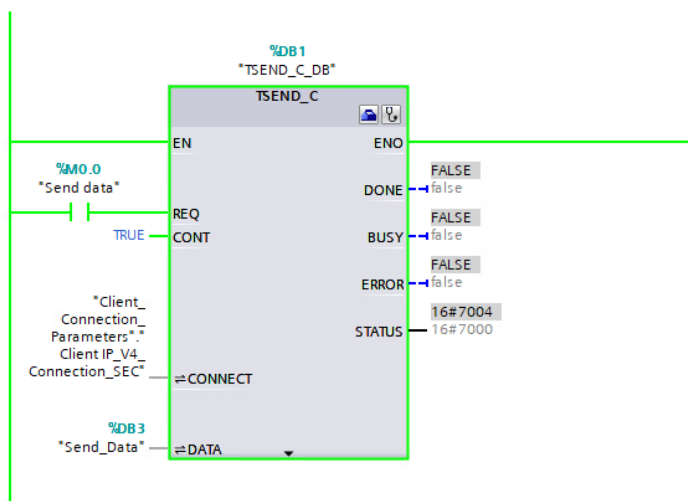 %DB1
"TSEND_C_DB"
TSEND_C
EN
ENO
%M0.0
"Send data"
FALSE
DONE
false
REQ
FALSE
TRUE
CONT
BUSY
false
FALSE
ERROR
false
"Client_
Connection_
Parameters"."
Client IP_V4_
Connection_SEC"
16#7004
STATUS
16#7000
CONNECT
%DB3
"Send_Data"
DATA